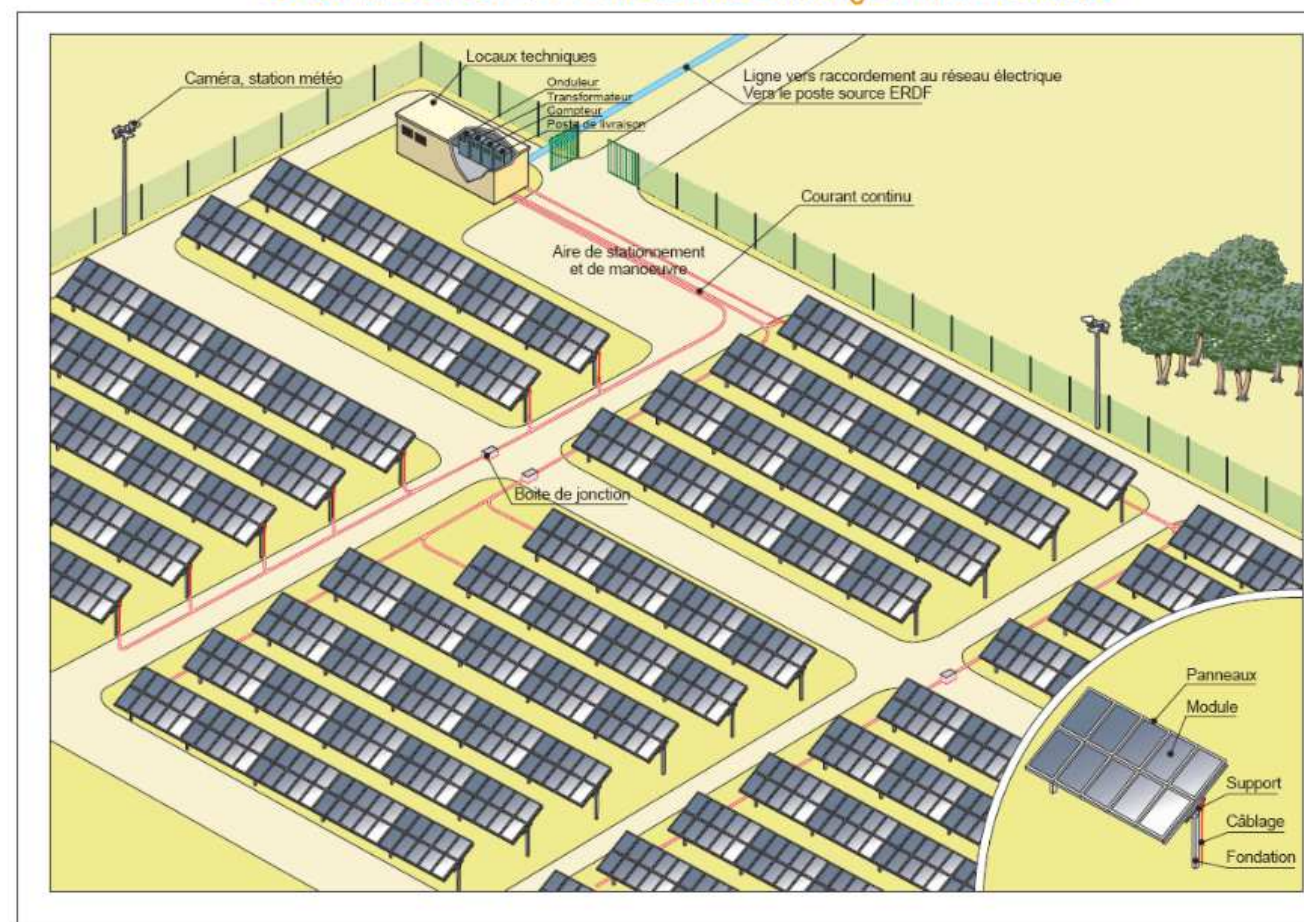 Caméra, station météo
Locaux techniques
Onduleur
Transformateur
Compteur
Poste de livraison
Ligne vers raccordement au réseau électrique
Vers le poste source ERDF
Courant continu
Aire de stationnement
et de manoeuvre
Boite de jonction
Panneaux
Module
Support
Câblage
Fondation